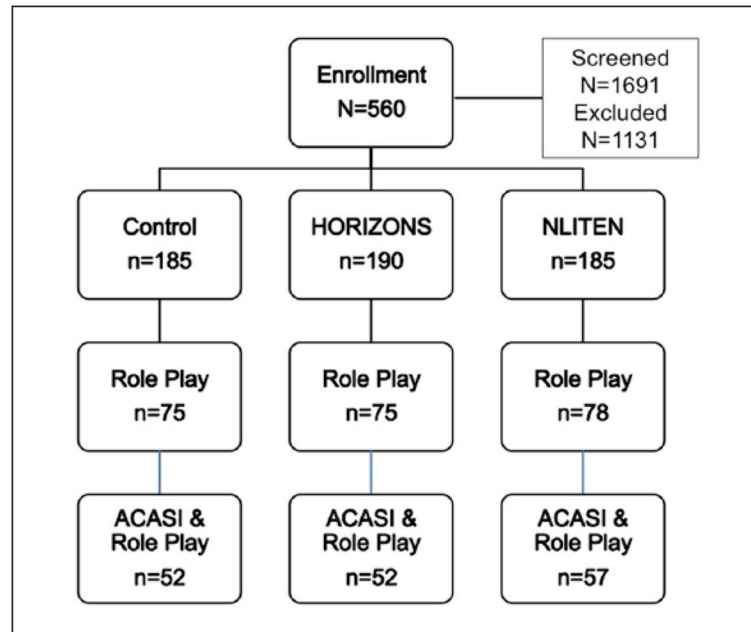 Enrollment
N=560
Screened
N=1691
Excluded
N=1131
Control
n=185
HORIZONS
n=190
NLITEN
n=185
Role Play
n=75
Role Play
n=75
Role Play
n=78
ACASI &
Role Play
n=52
ACASI &
Role Play
n=52
ACASI &
Role Play
n=57